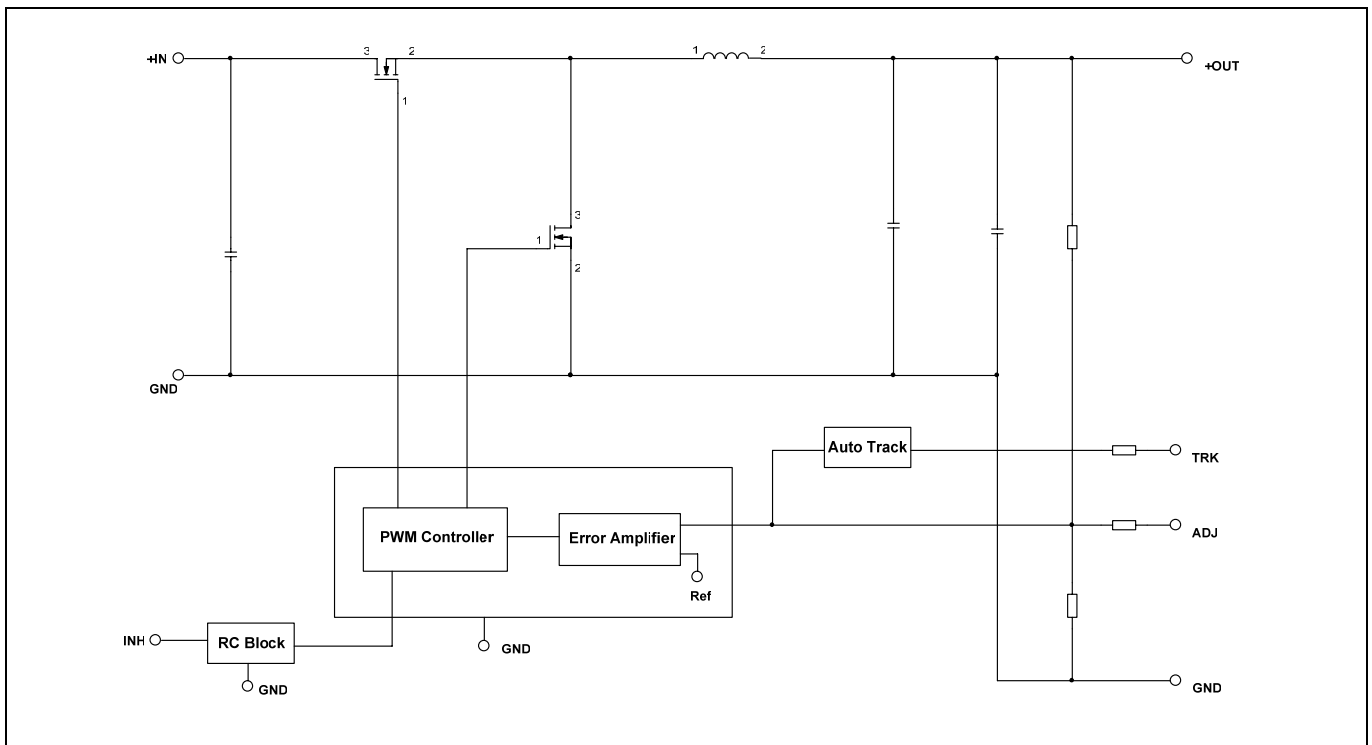 +IN
3
2
1
2
+OUT
1
3
1
2
GND
Auto Track
TRK
PWM Controller
Error Amplifier
ADJ
Ref
INH
RC Block
GND
GND
GND